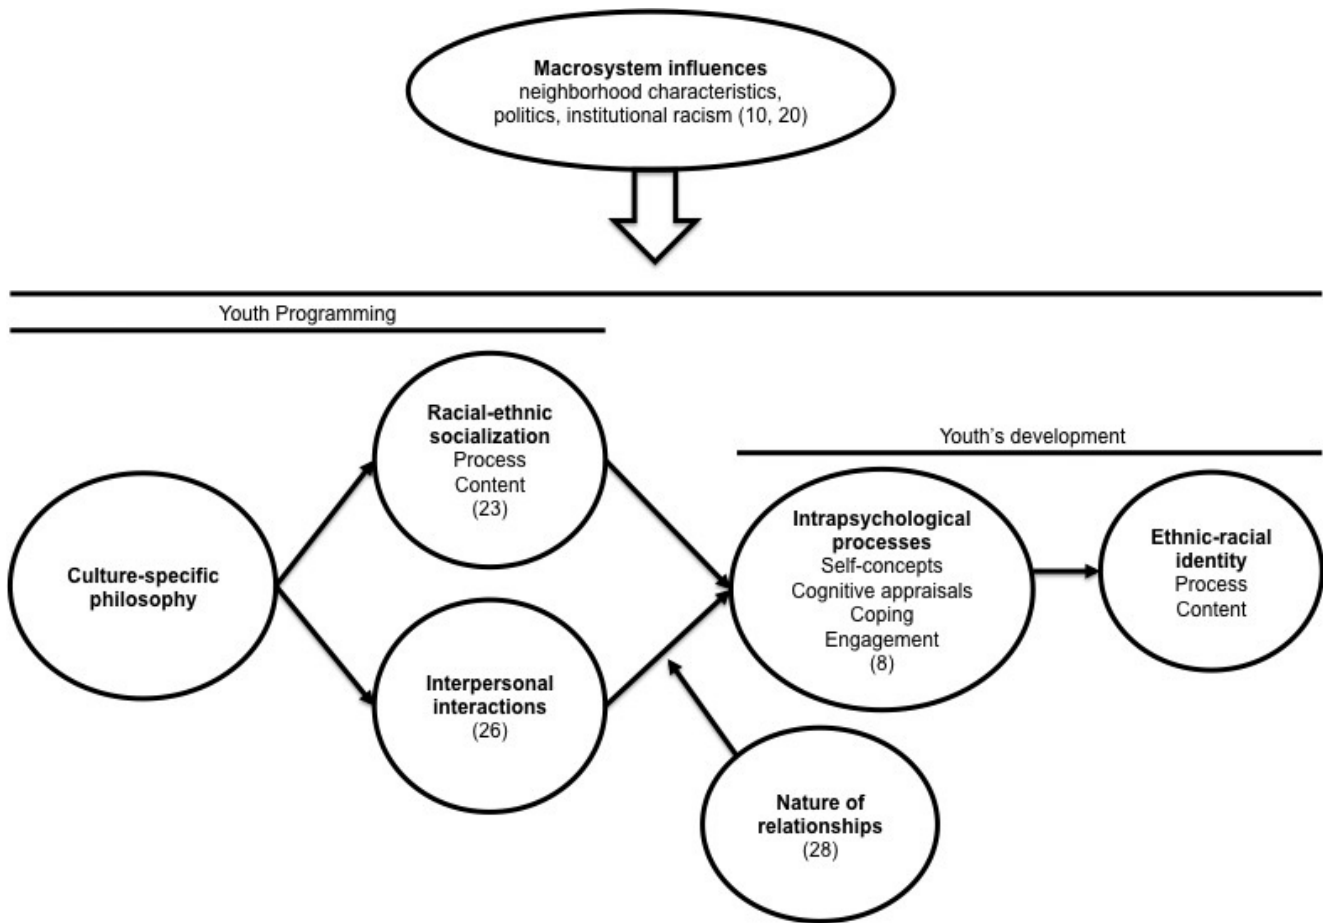 Macrosystem influences
neighborhood characteristics,
politics, institutional racism (10, 20)
Youth Programming
Racial-ethnic
socialization
Process
Content
(23)
Youth's development
Culture-specific
philosophy
Intrapsychological
processes
Self-concepts
Cognitive appraisals
Coping
Engagement
(8)
Ethnic-racial
identity
Process
Content
Interpersonal
interactions
(26)
Nature of
relationships
(28)